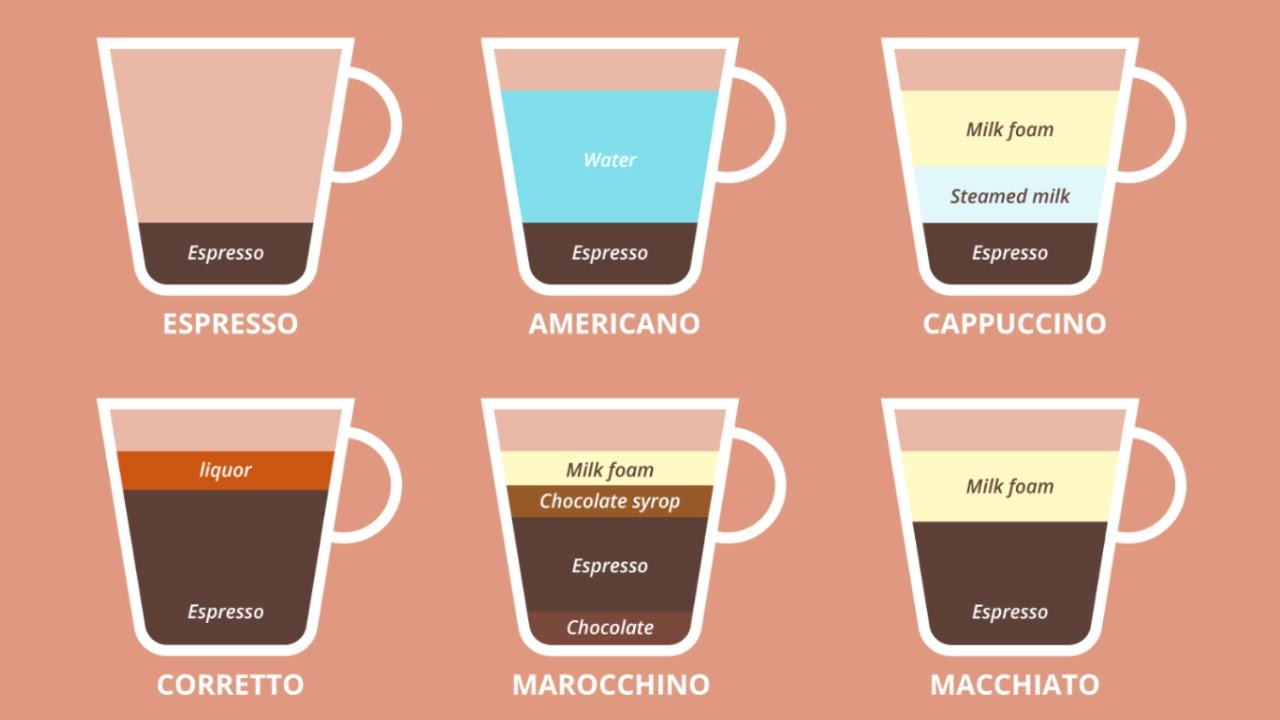 Espresso
ESPRESSO
Water
Espresso
AMERICANO
Milk foam
Steamed milk
Espresso
CAPPUCCINO
liquor
Espresso
CORRETTO
Milk foam
Chocolate syrop
Espresso
Chocolate
MAROCCHINO
Milk foam
Espresso
MACCHIATO